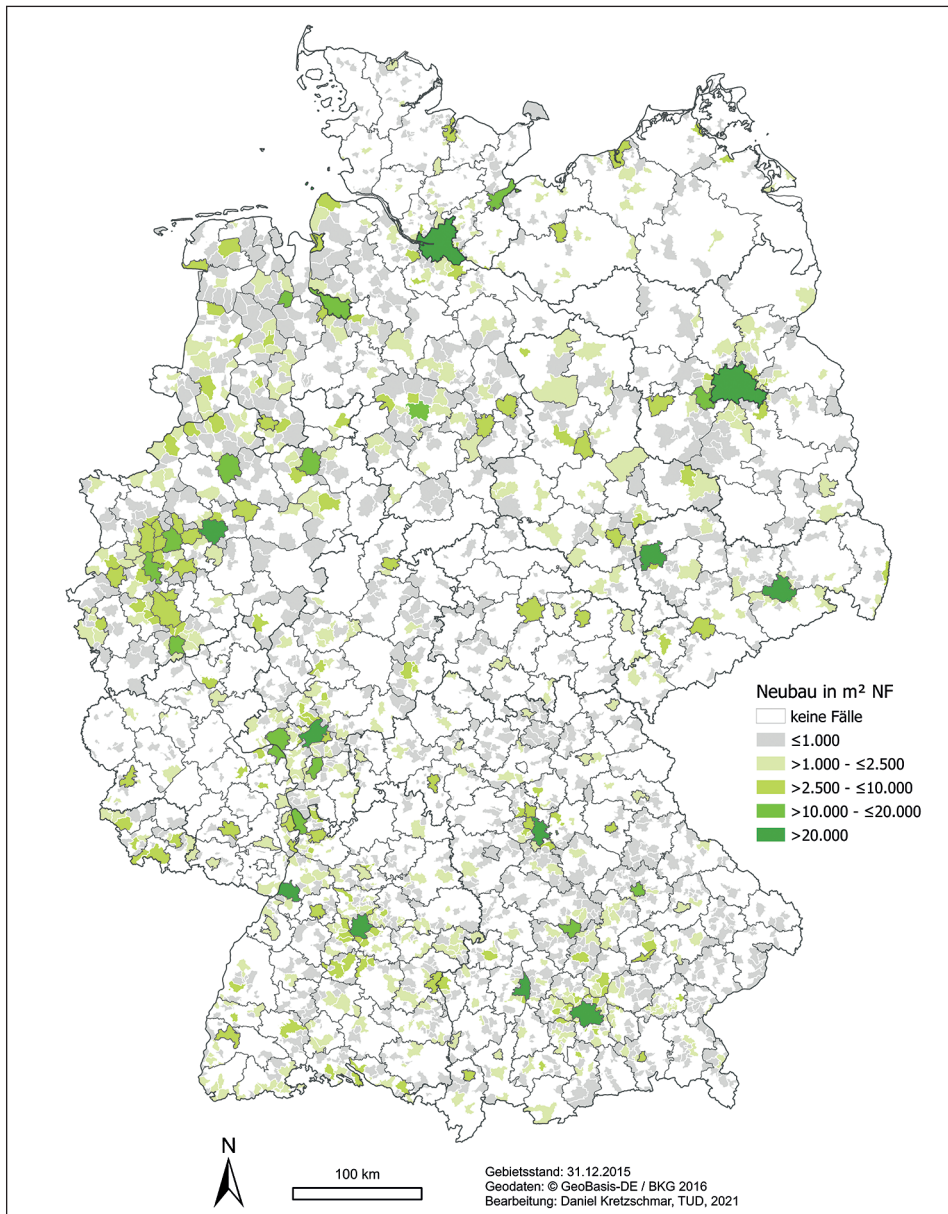 Neubau in m² NF
keine Fälle
≤1.000
>1.000 - ≤2.500
>2.500 - ≤10.000
>10.000 - ≤20.000
>20.000
N
100 km
Gebietsstand: 31.12.2015
Geodaten: © GeoBasis-DE / BKG 2016
Bearbeitung: Daniel Kretzschmar, TUD, 2021